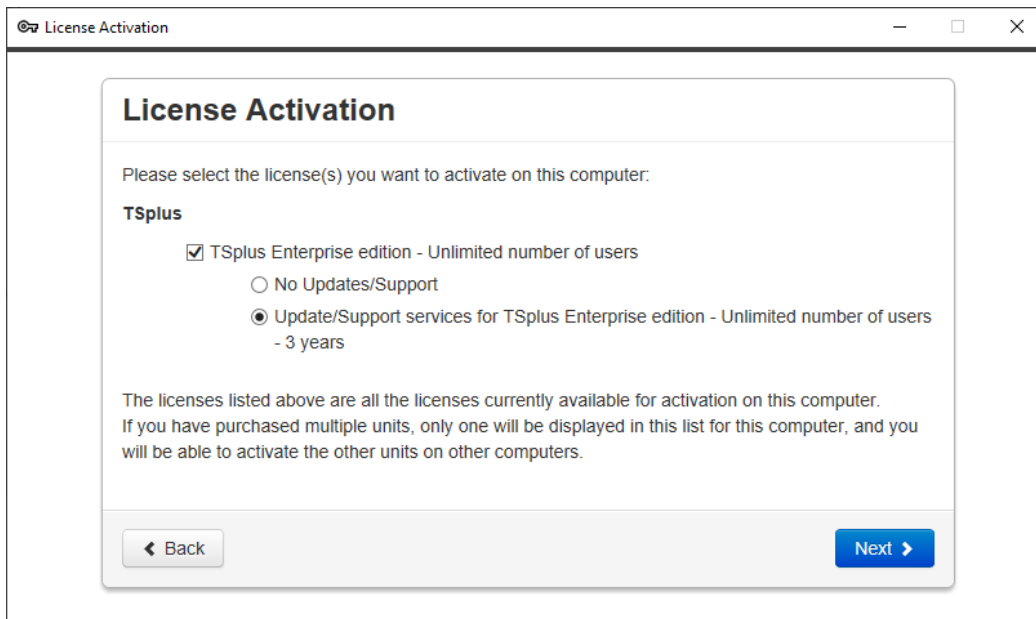 License Activation
License Activation
Please select the license(s) you want to activate on this computer:
TSplus
TSplus Enterprise edition - Unlimited number of users
No Updates/Support
Update/Support services for TSplus Enterprise edition - Unlimited number of users
- 3 years
The licenses listed above are all the licenses currently available for activation on this computer.
If you have purchased multiple units, only one will be displayed in this list for this computer, and you
will be able to activate the other units on other computers.
Back
Next